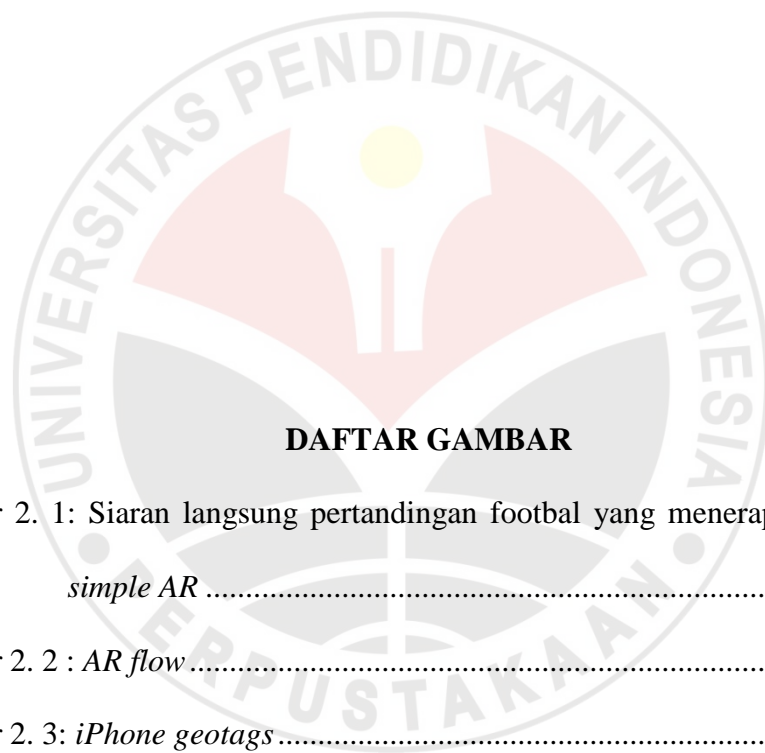 UNIVERSITAS PENDIDIKAN INDONESIA
PERPUSTAKAAN
DAFTAR GAMBAR
r 2. 1: Siaran langsung pertandingan footbal yang menerap
simple AR ......................................................................
r 2. 2 : AR flow ......................................................................
r 2. 3: iPhone geotags ............................................................